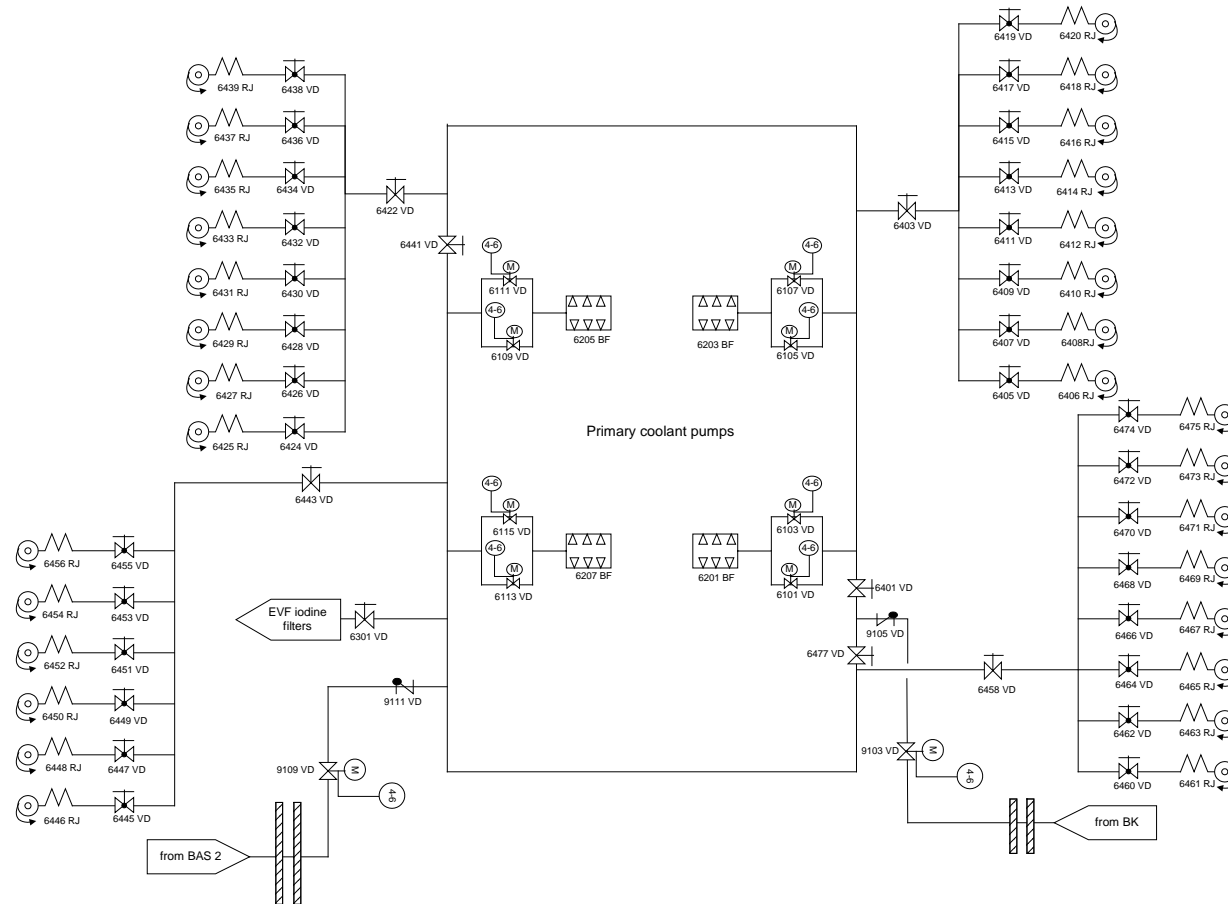 6419 VD
6420 RJ
6417 VD
6418 RJ
6415 VD
6416 RJ
6413 VD
6414 RJ
6411 VD
6412 RJ
6409 VD
6410 RJ
6407 VD
6408RJ
6405 VD
6406 RJ
6403 VD
6439 RJ
6438 VD
6437 RJ
6436 VD
6435 RJ
6434 VD
6433 RJ
6432 VD
6431 RJ
6430 VD
6429 RJ
6428 VD
6427 RJ
6426 VD
6425 RJ
6424 VD
6422 VD
6441 VD
4-6
M
6111 VD
4-6
M
6109 VD
6205 BF
4-6
M
6107 VD
4-6
M
6105 VD
6203 BF
Primary coolant pumps
4-6
M
6115 VD
4-6
M
6113 VD
6207 BF
4-6
M
6103 VD
4-6
M
6101 VD
6201 BF
6443 VD
6456 RJ
6455 VD
6454 RJ
6453 VD
6452 RJ
6451 VD
6450 RJ
6449 VD
6448 RJ
6447 VD
6446 RJ
6445 VD
EVF iodine
filters
6301 VD
9111 VD
9109 VD
M
4-6
from BAS 2
6401 VD
9105 VD
6477 VD
6458 VD
9103 VD
M
4-6
from BK
6474 VD
6475 RJ
6472 VD
6473 RJ
6470 VD
6471 RJ
6468 VD
6469 RJ
6466 VD
6467 RJ
6464 VD
6465 RJ
6462 VD
6463 RJ
6460 VD
6461 RJ